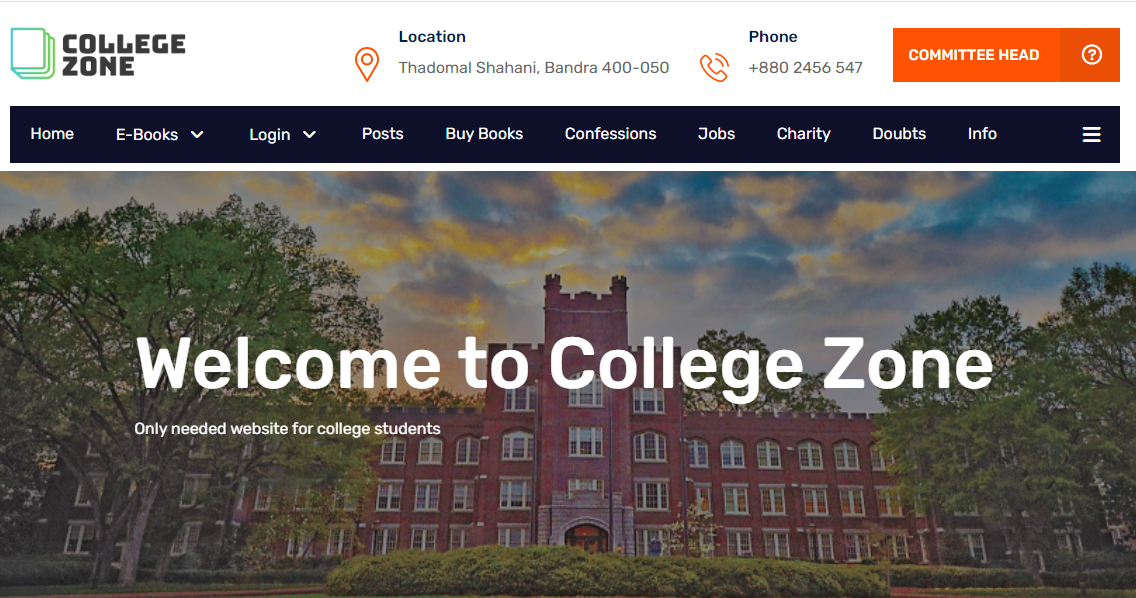 COLLEGE
ZONE
Location
Thadomal Shahani, Bandra 400-050
Phone
+880 2456 547
COMMITTEE HEAD
Home E-Books Login Posts Buy Books Confessions Jobs Charity Doubts Info
Welcome to College Zone
Only needed website for college students